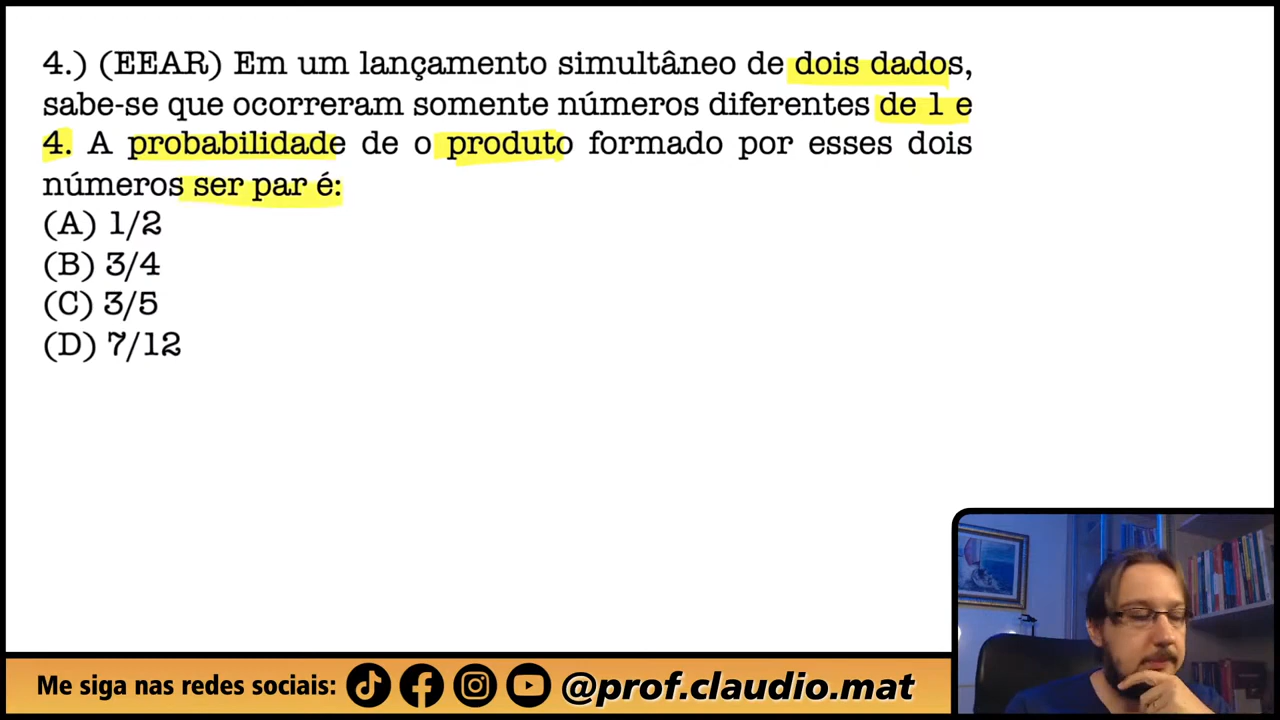 4.) (EEAR) Em um lançamento simultâneo de dois dados,
sabe-se que ocorreram somente números diferentes de 1 e
4. A probabilidade de o produto formado por esses dois
números ser par é:
(A) 1/2
(B) 3/4
(C) 3/5
(D) 7/12
Me siga nas redes sociais: @prof.claudio.mat